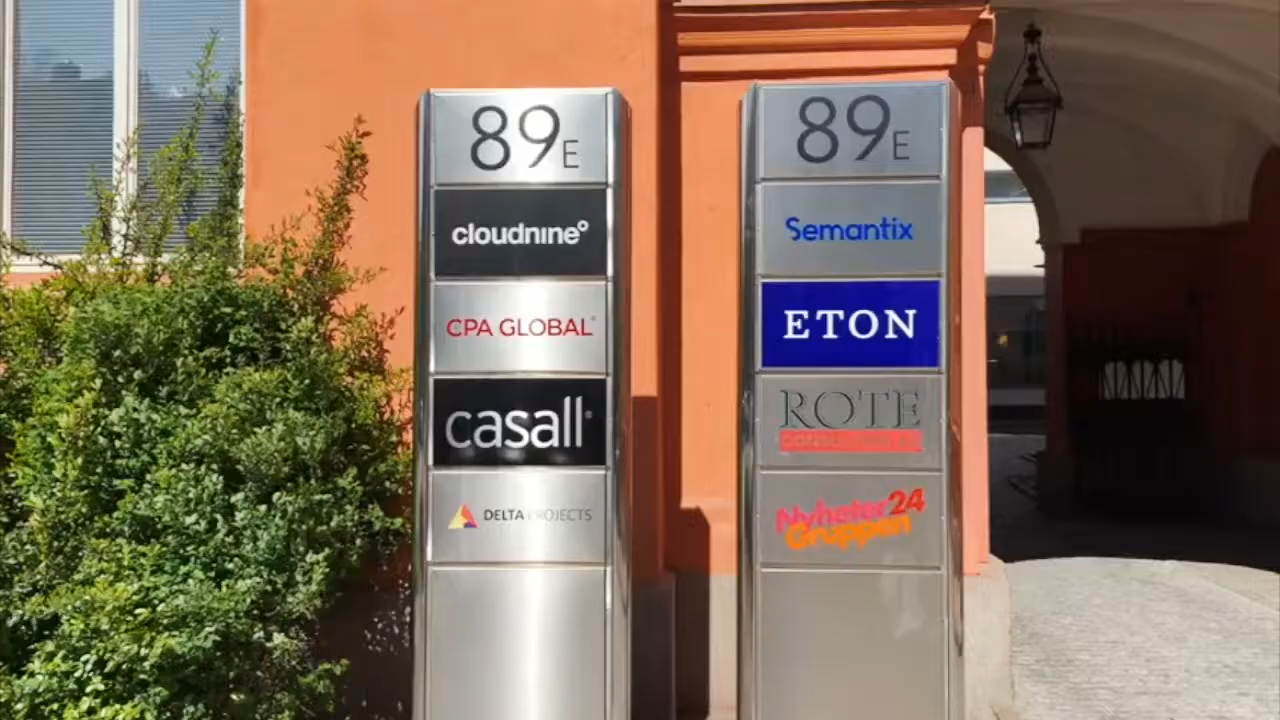 89E
cloudnine°
CPA GLOBAL®
casall®
DELTA PROJECTS
89E
Semantix
ETON
ROTE
Nyheter24
Gruppen